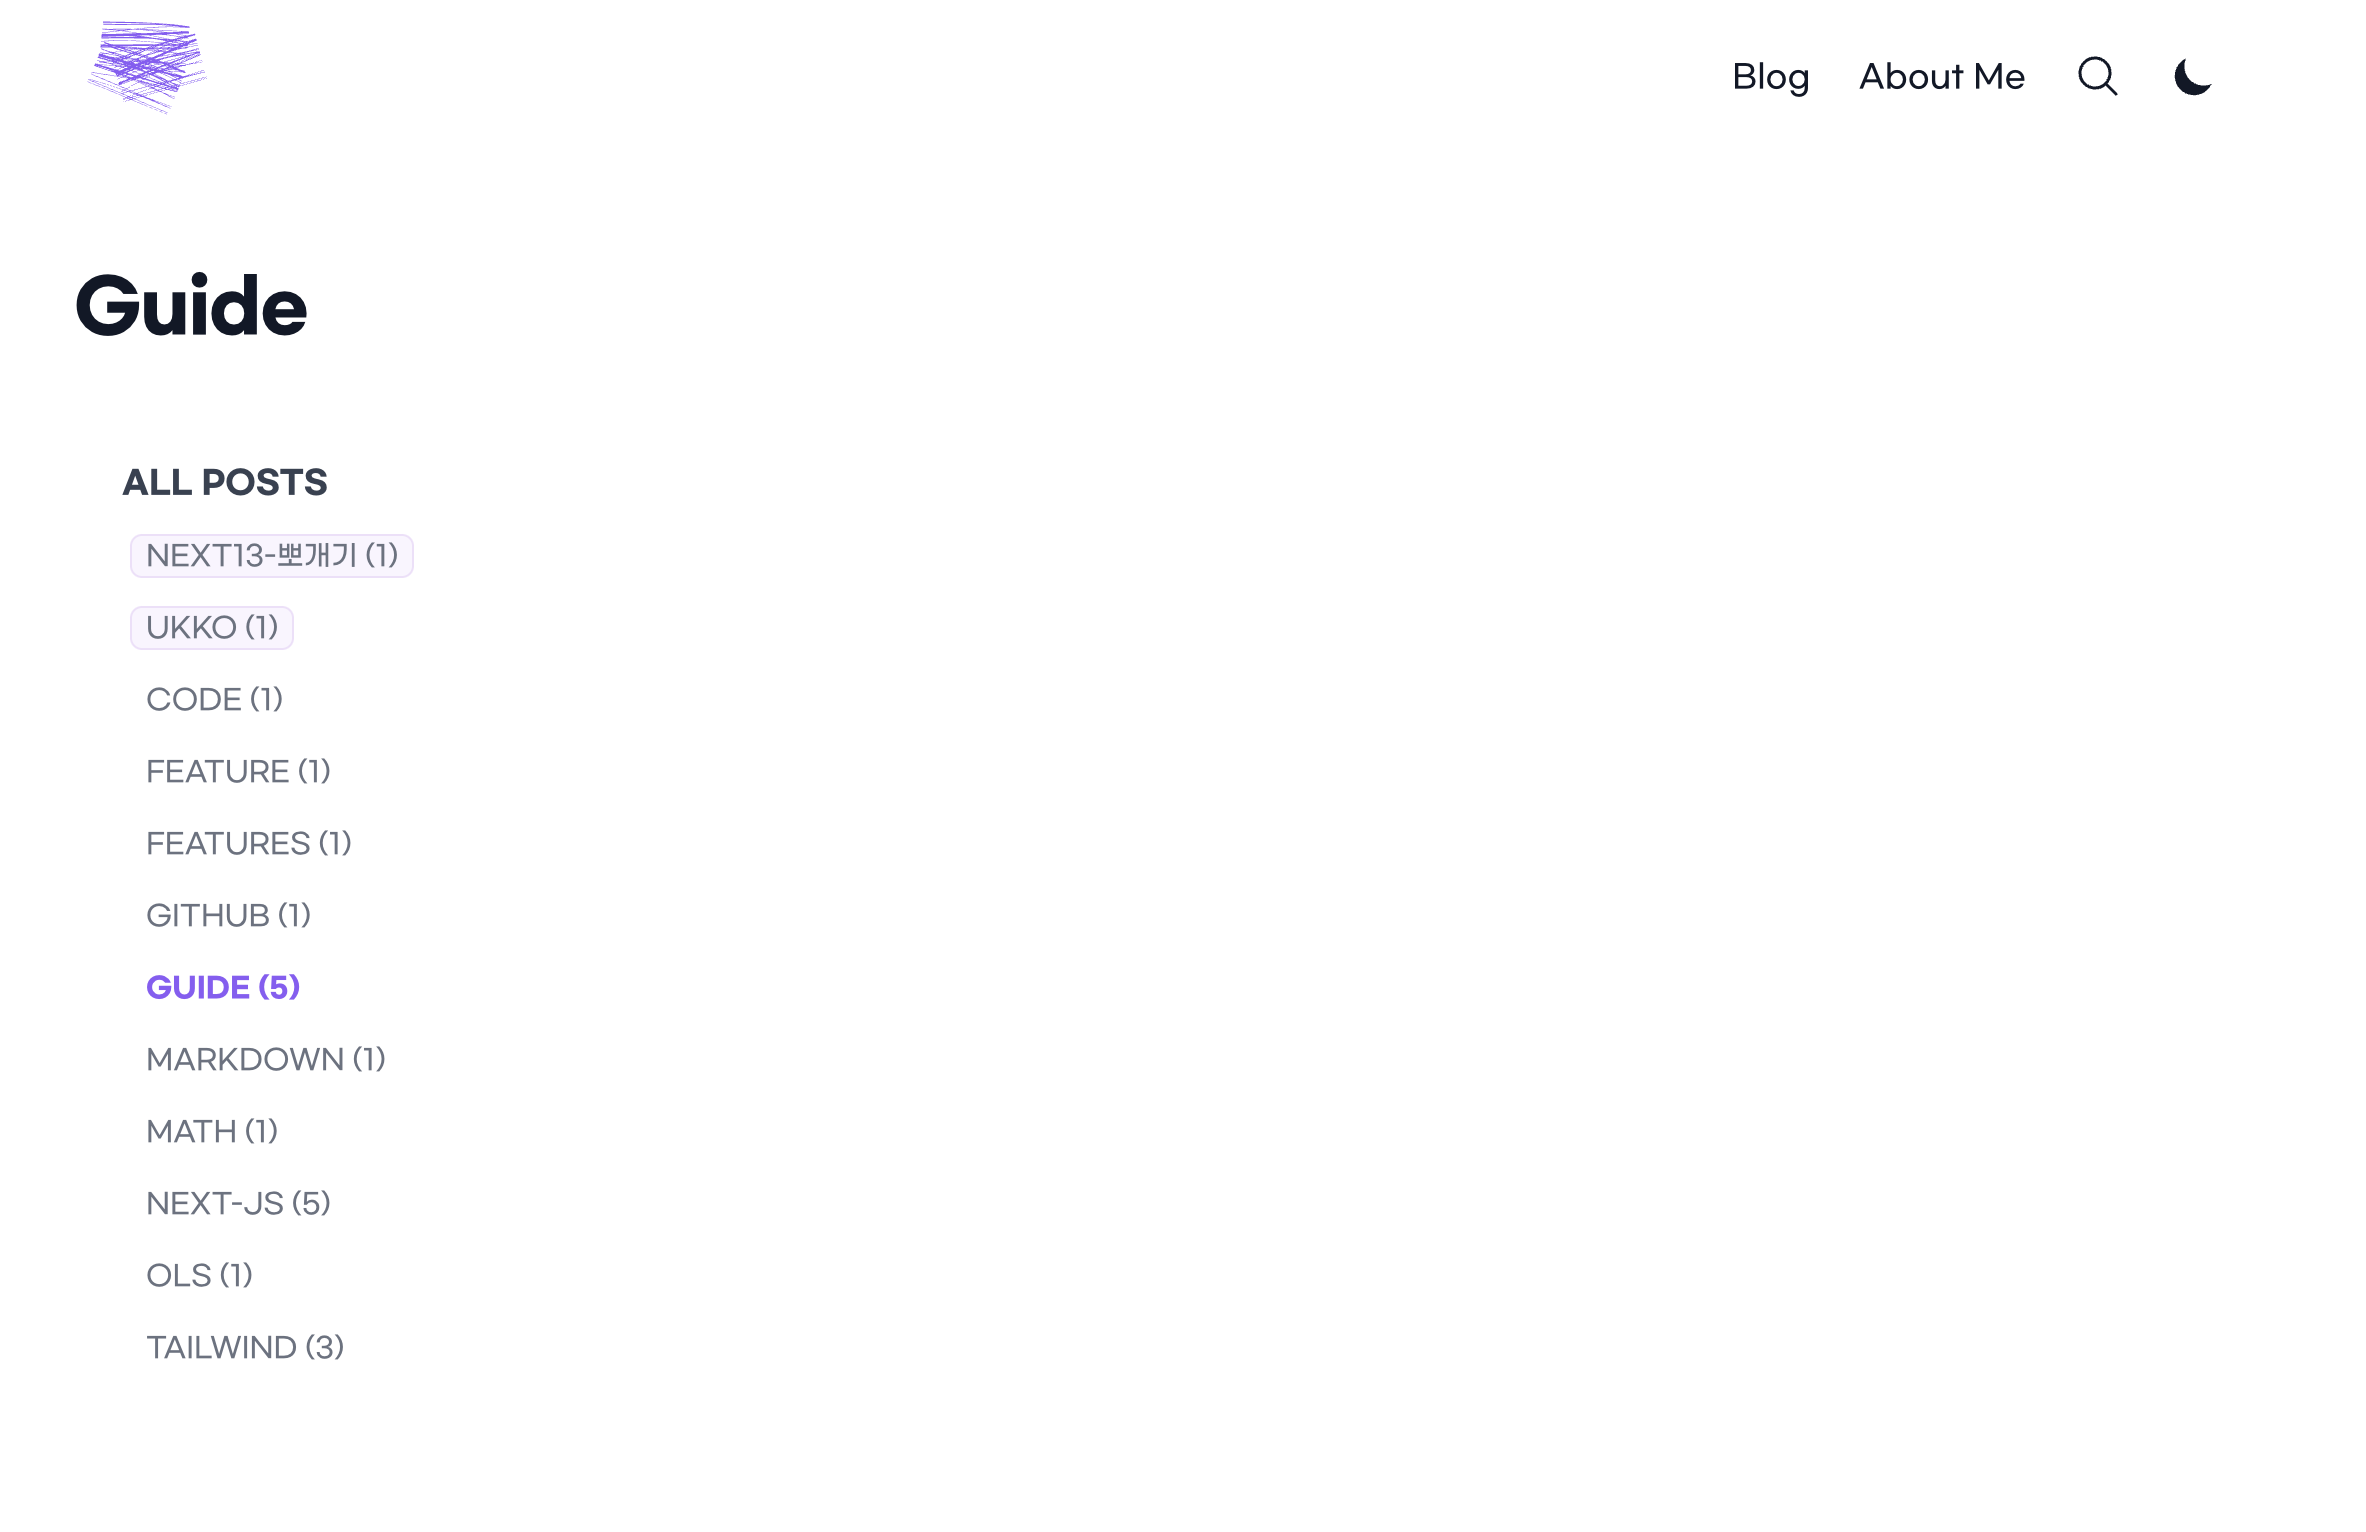 Blog About Me
Guide
ALL POSTS
NEXT13-뽀개기 (1)
UKKO (1)
CODE (1)
FEATURE (1)
FEATURES (1)
GITHUB (1)
GUIDE (5)
MARKDOWN (1)
MATH (1)
NEXT-JS (5)
OLS (1)
TAILWIND (3)